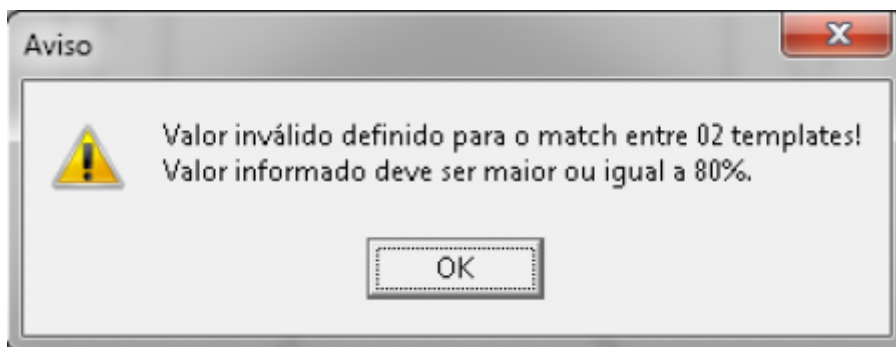 Aviso
Valor inválido definido para o match entre 02 templates!
Valor informado deve ser maior ou igual a 80%.
OK